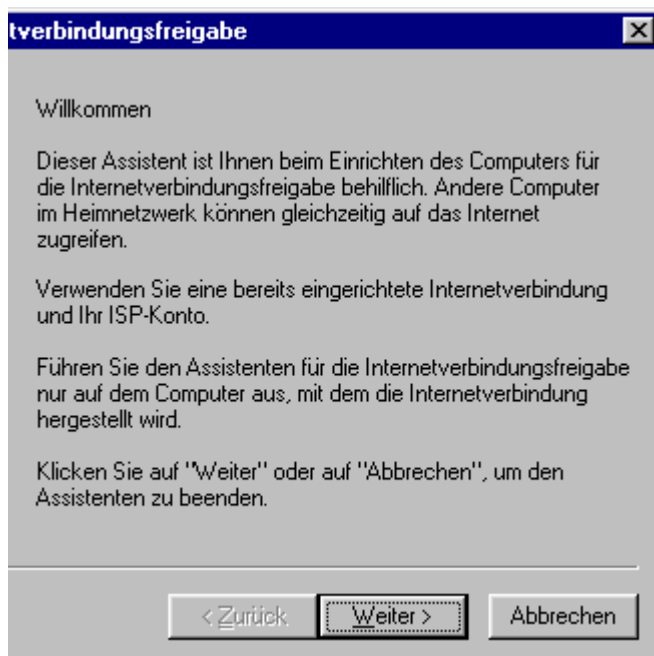 tverbindungsfreigabe
Willkommen
Dieser Assistent ist Ihnen beim Einrichten des Computers für
die Internetverbindungsfreigabe behilflich. Andere Computer
im Heimnetzwerk können gleichzeitig auf das Internet
zugreifen.
Verwenden Sie eine bereits eingerichtete Internetverbindung
und Ihr ISP-Konto.
Führen Sie den Assistenten für die Internetverbindungsfreigabe
nur auf dem Computer aus, mit dem die Internetverbindung
hergestellt wird.
Klicken Sie auf "Weiter" oder auf "Abbrechen", um den
Assistenten zu beenden.
< Zurück Weiter > Abbrechen